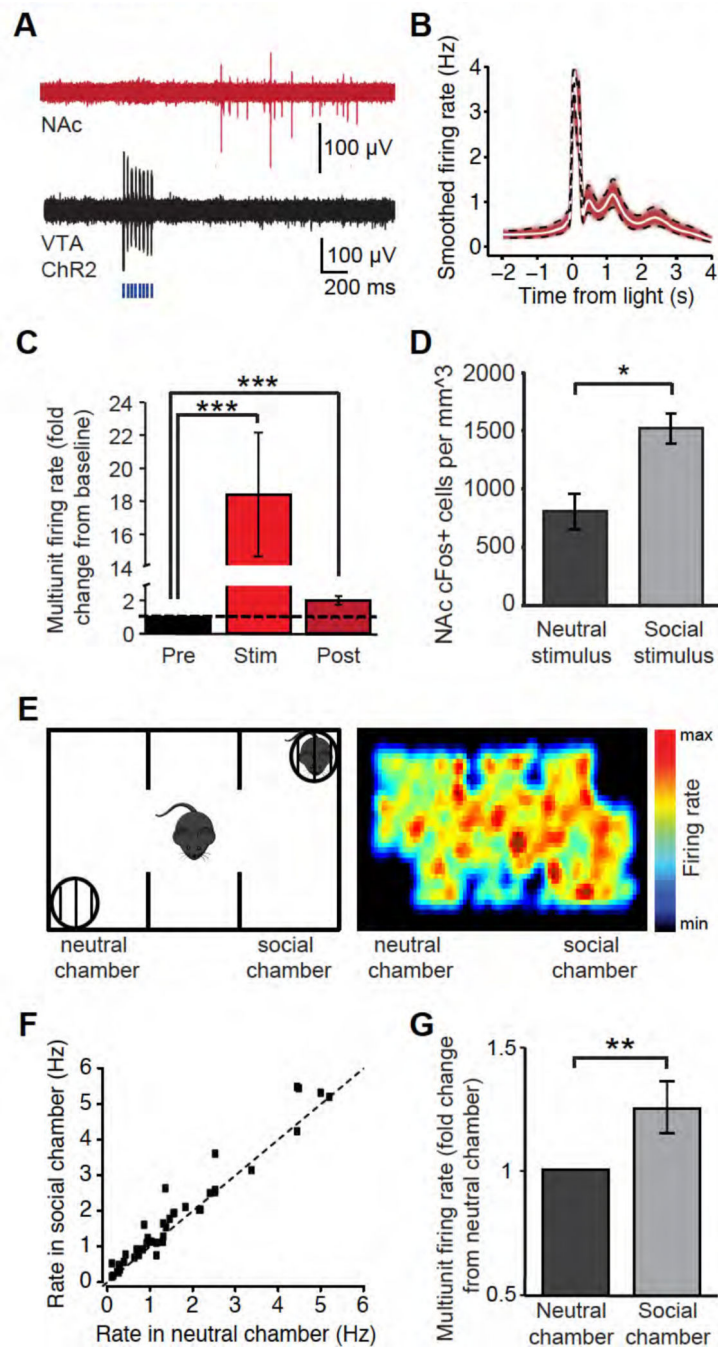 A
NAc
100 µV
VTA
ChR2
100 µV
200 ms
B
Smoothed firing rate (Hz)
4
3
2
1
0
−2 −1 0 1 2 3 4
Time from light (s)
C
Multiunit firing rate (fold
change from baseline)
24
22
20
18
16
14
2
0
***
***
Pre Stim Post
D
NAc cFos+ cells per mm^3
2000
1500
1000
500
0
*
Neutral
stimulus
Social
stimulus
E
neutral
chamber
social
chamber
neutral
chamber
social
chamber
max
Firing rate
min
F
Rate in social chamber (Hz)
6
5
4
3
2
1
0
0 1 2 3 4 5 6
Rate in neutral chamber (Hz)
G
Multiunit firing rate (fold change
from neutral chamber)
1.5
1
0.5
**
Neutral
chamber
Social
chamber